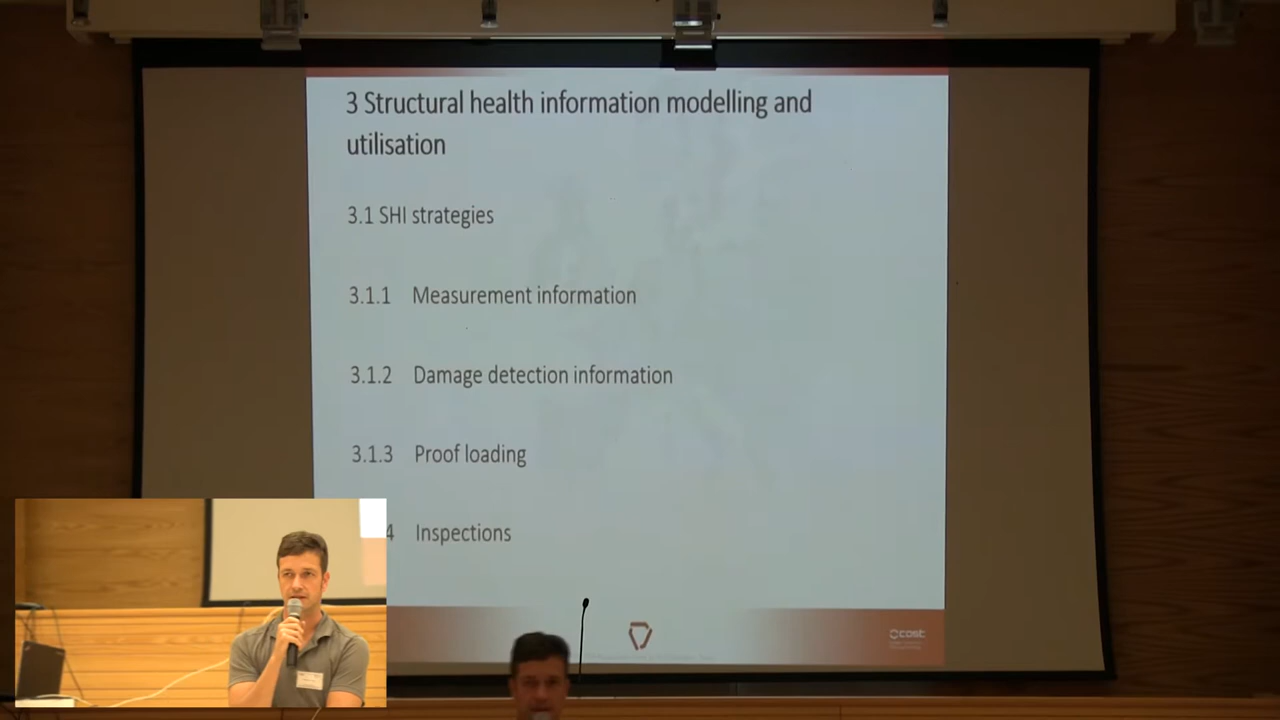 3 Structural health information modelling and
utilisation
3.1 SHI strategies
3.1.1 Measurement information
3.1.2 Damage detection information
3.1.3 Proof loading
4 Inspections
cost